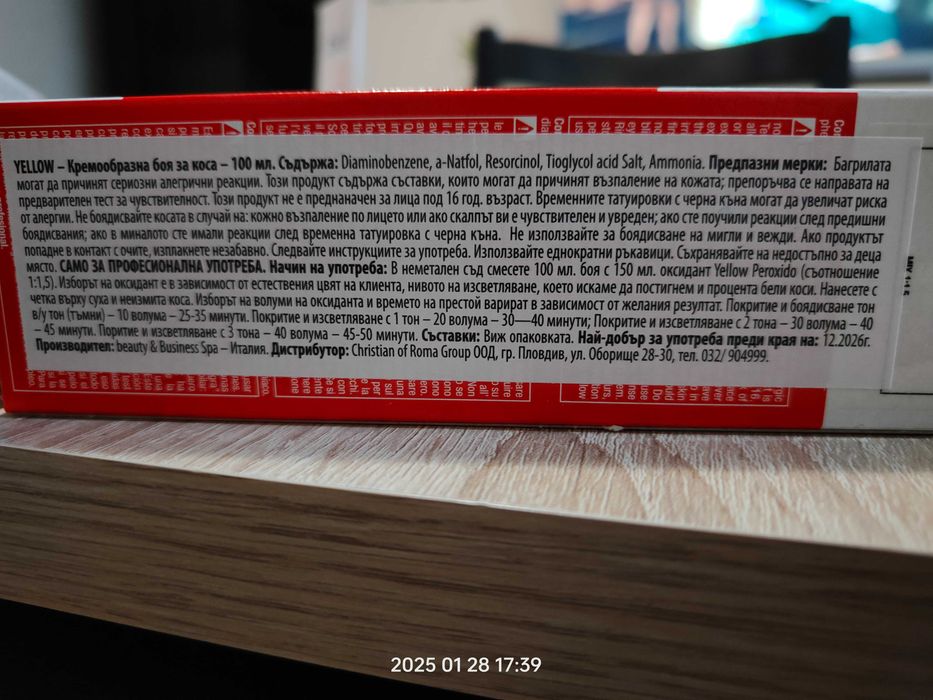 YELLOW – Кремообразна боя за коса – 100 мл. Съдържа: Diaminobenzene, a-Natfol, Resorcinol, Tioglycol acid Salt, Ammonia. Предпазни мерки: Багрилата
могат да причинят сериозни алегрични реакции. Този продукт съдържа съставки, които могат да причинят възпаление на кожата; препоръчва се направата на
предварителен тест за чувствителност. Този продукт не е предназначен за лица под 16 год. възраст. Временните татуировки с черна къна могат да увеличат риска
от алергии. Не боядисвайте косата в случай на: кожно възпаление по лицето или ако скалпът ви е чувствителен и увреден; ако сте получили реакции след предишни
боядисвания; ако в миналото сте имали реакции след временна татуировка с черна къна. Не използвайте за боядисване на мигли и вежди. Ако продуктът
попадне в контакт с очите, изплакнете незабавно. Следвайте инструкциите за употреба. Използвайте еднократни ръкавици. Съхранявайте на недостъпно за деца
място. САМО ЗА ПРОФЕСИОНАЛНА УПОТРЕБА. Начин на употреба: В неметален съд смесете 100 мл. боя с 150 мл. оксидант Yellow Peroxido (съотношение
1:1,5). Изборът на оксидант е в зависимост от естествения цвят на клиента, нивото на изсветляване, което искаме да постигнем и процента бели коси. Нанесете с
четка върху суха и неизмита коса. Изборът на волуми на оксиданта и времето на престой варират в зависимост от желания резултат. Покритие и боядисване тон
в/у тон (тъмни) – 10 волума – 25-35 минути. Покритие и изсветляване с 1 тон – 20 волума – 30—40 минути; Покритие и изсветляване с 2 тона – 30 волума – 40
– 45 минути. Поритие и изсветляване с 3 тона – 40 волума – 45-50 минути. Съставки: Виж опаковката. Най-добър за употреба преди края на: 12.2026г.
Производител: beauty & Business Spa – Италия. Дистрибутор: Christian of Roma Group ООД, гр. Пловдив, ул. Оборище 28-30, тел. 032/ 904999.
2025 01 28 17:39